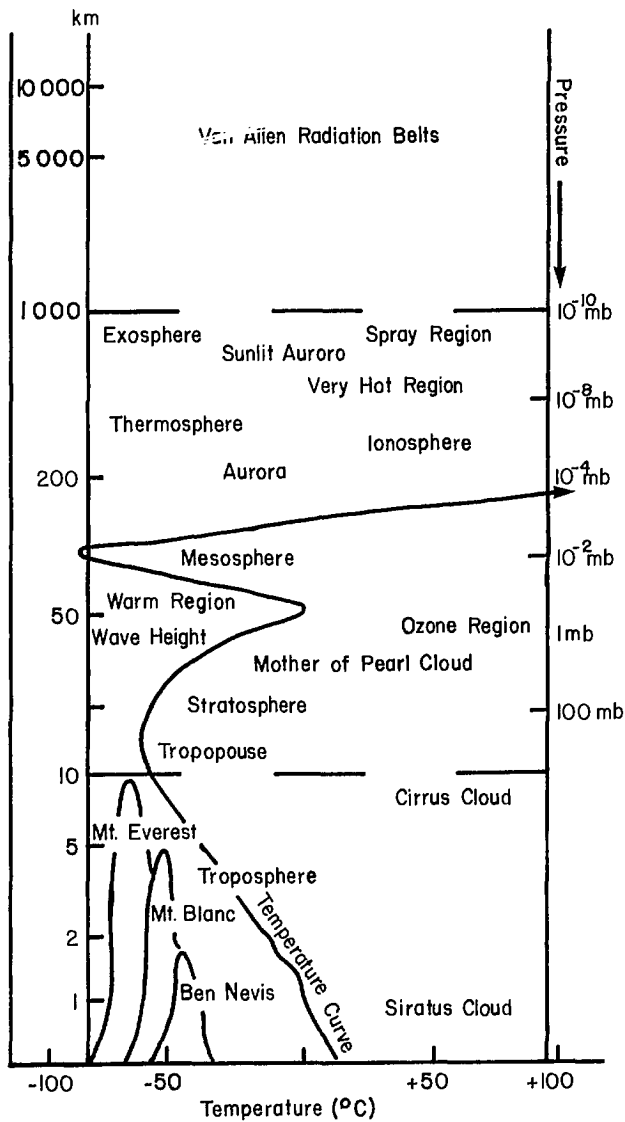 km
10 000
Pressure
Van Allen Radiation Belts
5 000
1 000
10⁻¹⁰mb
Exosphere
Spray Region
Sunlit Auroro
Very Hot Region
10⁻⁸mb
Thermosphere
Ionosphere
200
Aurora
10⁻⁴mb
Mesosphere
10⁻²mb
Warm Region
50
Ozone Region
1mb
Wave Height
Mother of Pearl Cloud
Stratosphere
100mb
Tropopouse
10
Cirrus Cloud
Mt. Everest
5
Troposphere
Mt. Blanc
Temperature Curve
2
Ben Nevis
1
Siratus Cloud
-100
-50
+50
+100
Temperature (°C)